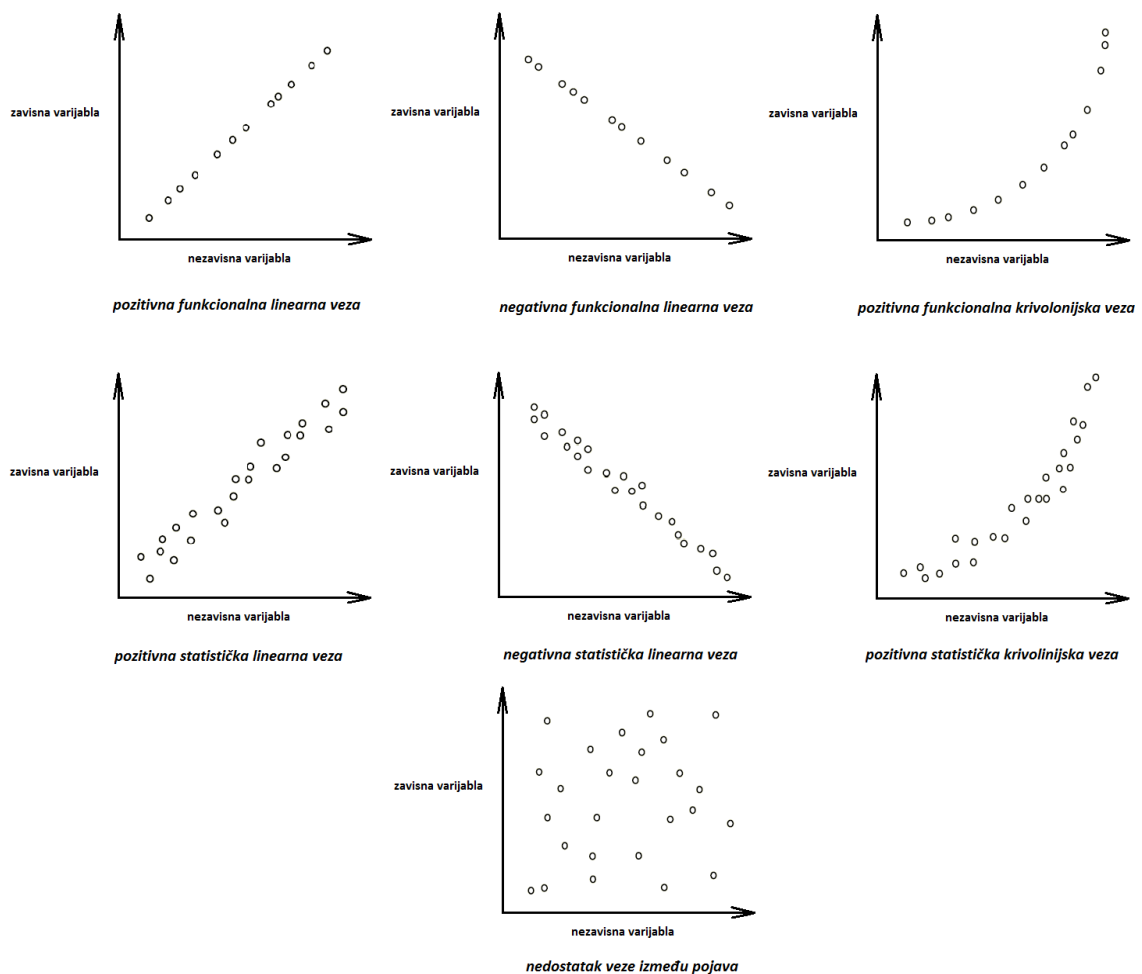 zavisna varijabla
nezavisna varijabla
pozitivna funkcionalna linearna veza
zavisna varijabla
nezavisna varijabla
negativna funkcionalna linearna veza
zavisna varijabla
nezavisna varijabla
pozitivna funkcionalna krivolonijska veza
zavisna varijabla
nezavisna varijabla
pozitivna statistička linearna veza
zavisna varijabla
nezavisna varijabla
negativna statistička linearna veza
zavisna varijabla
nezavisna varijabla
pozitivna statistička krivolinijska veza
zavisna varijabla
nezavisna varijabla
nedostatak veze između pojava